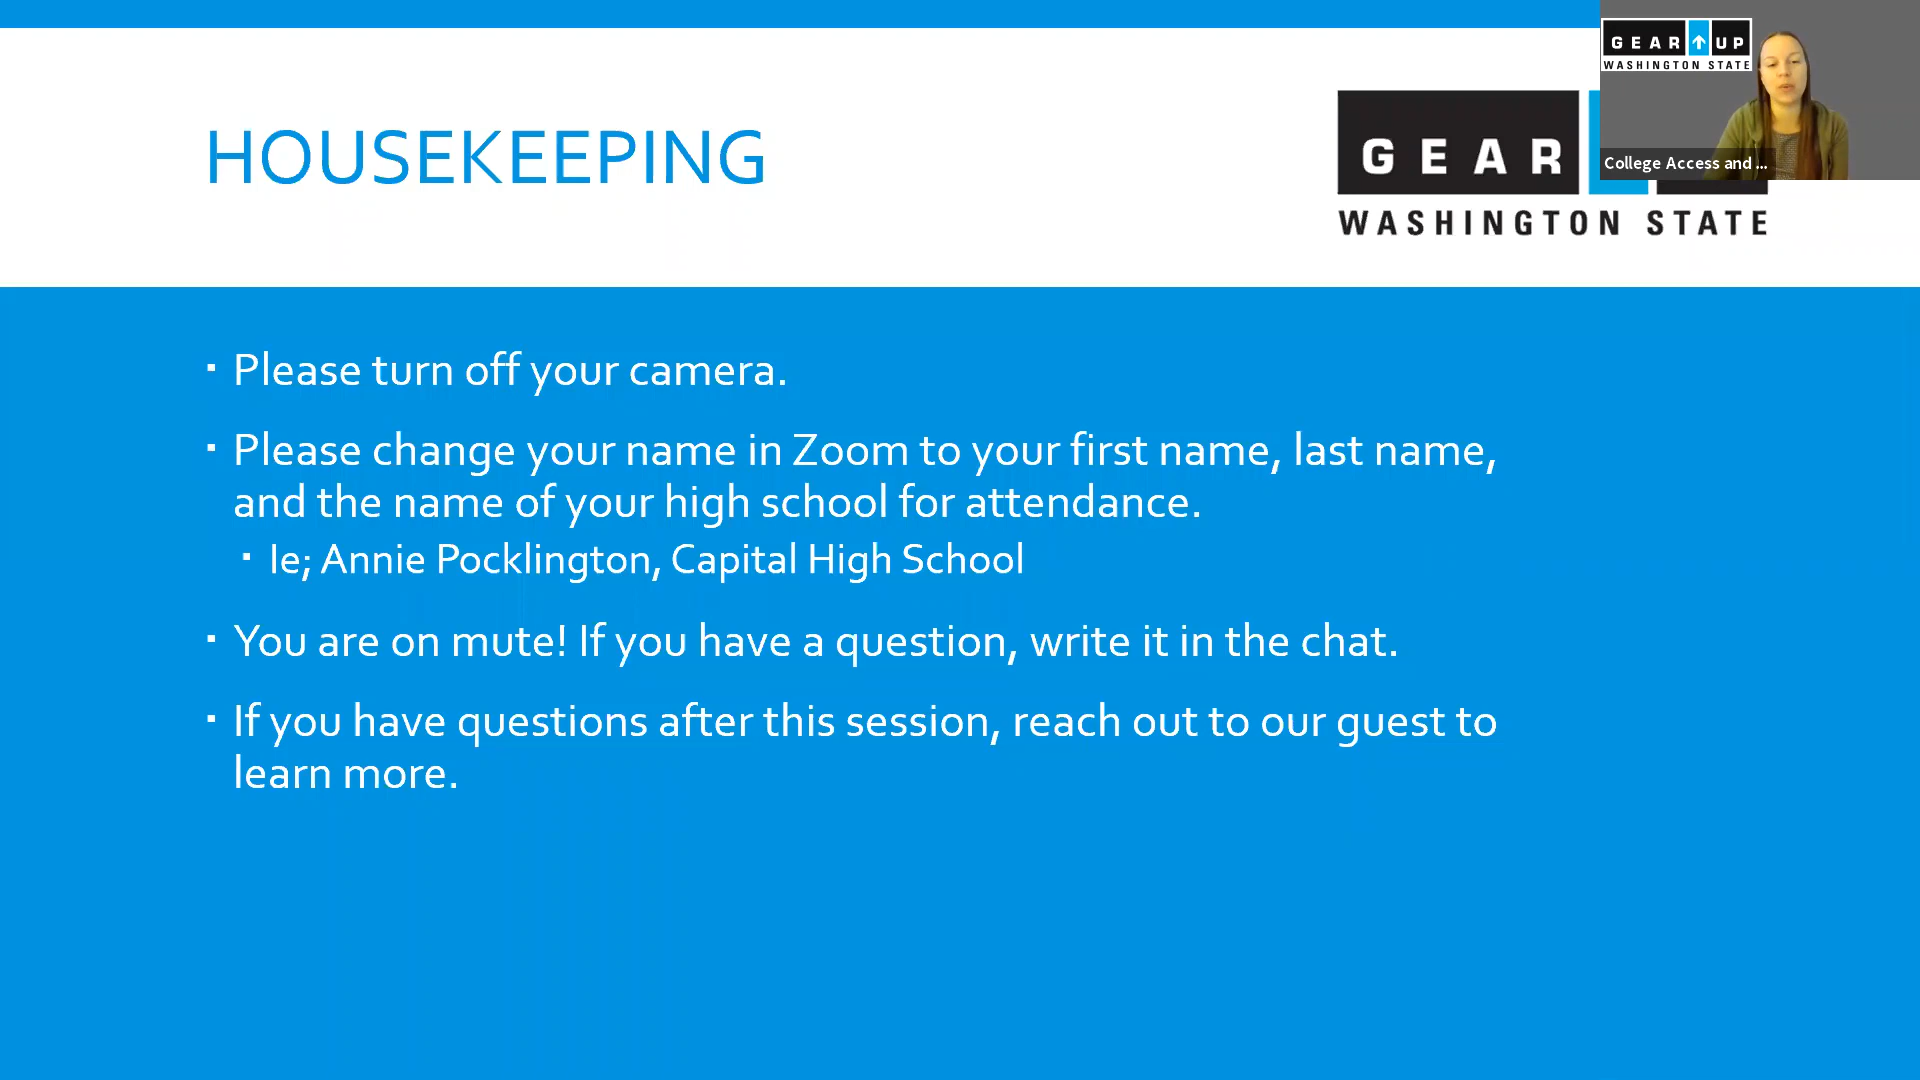 HOUSEKEEPING
GEAR
WASHINGTON STATE
GEAR UP
WASHINGTON STATE
College Access and ...
▪ Please turn off your camera.
▪ Please change your name in Zoom to your first name, last name,
and the name of your high school for attendance.
▪ Ie; Annie Pocklington, Capital High School
▪ You are on mute! If you have a question, write it in the chat.
▪ If you have questions after this session, reach out to our guest to
learn more.